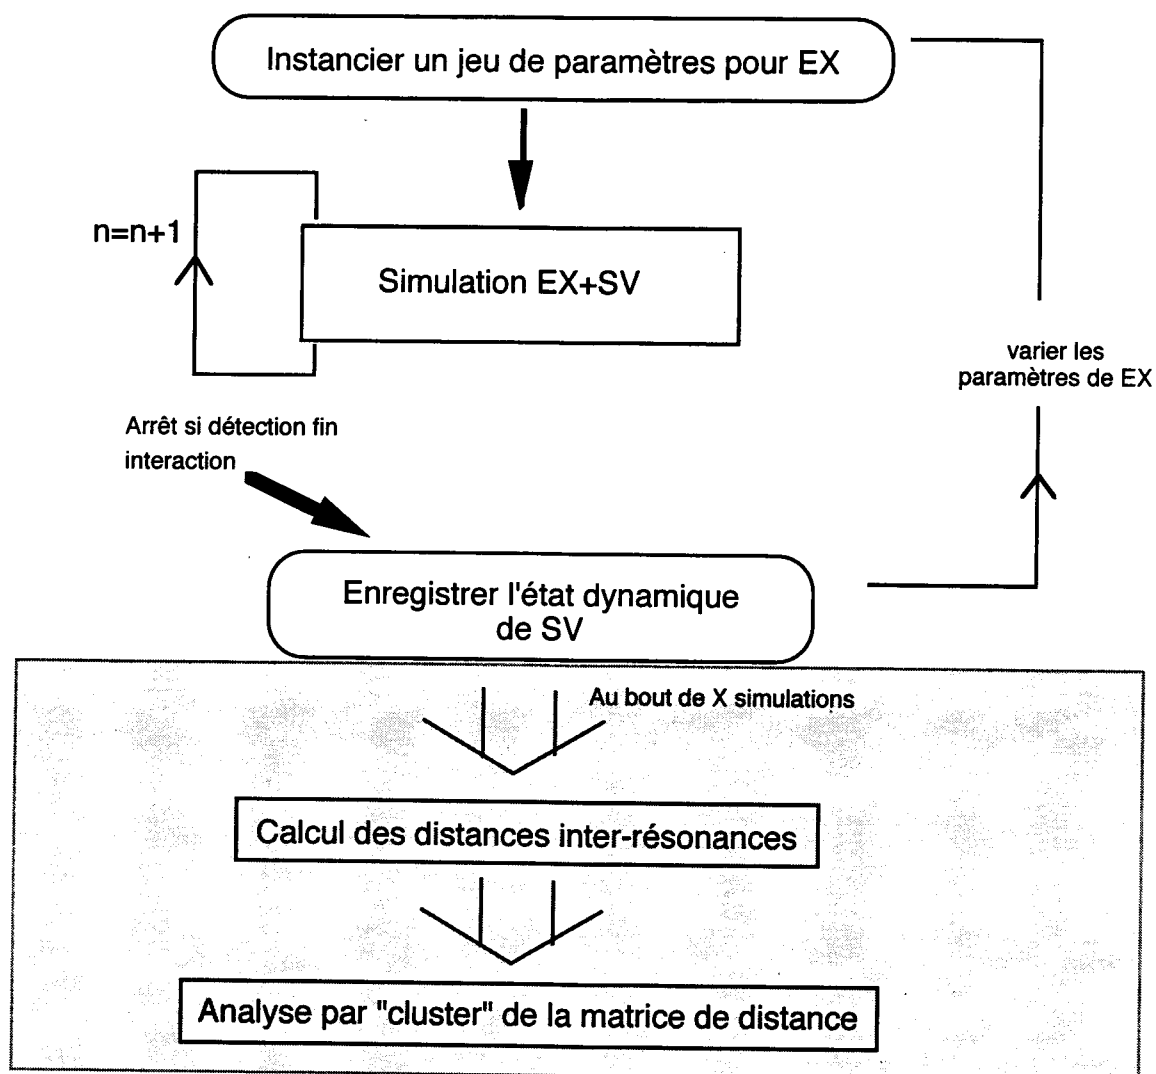 Instancier un jeu de paramètres pour EX
n=n+1
Simulation EX+SV
varier les
paramètres de EX
Arrêt si détection fin
interaction
Enregistrer l'état dynamique
de SV
Au bout de X simulations
Calcul des distances inter-résonances
Analyse par "cluster" de la matrice de distance